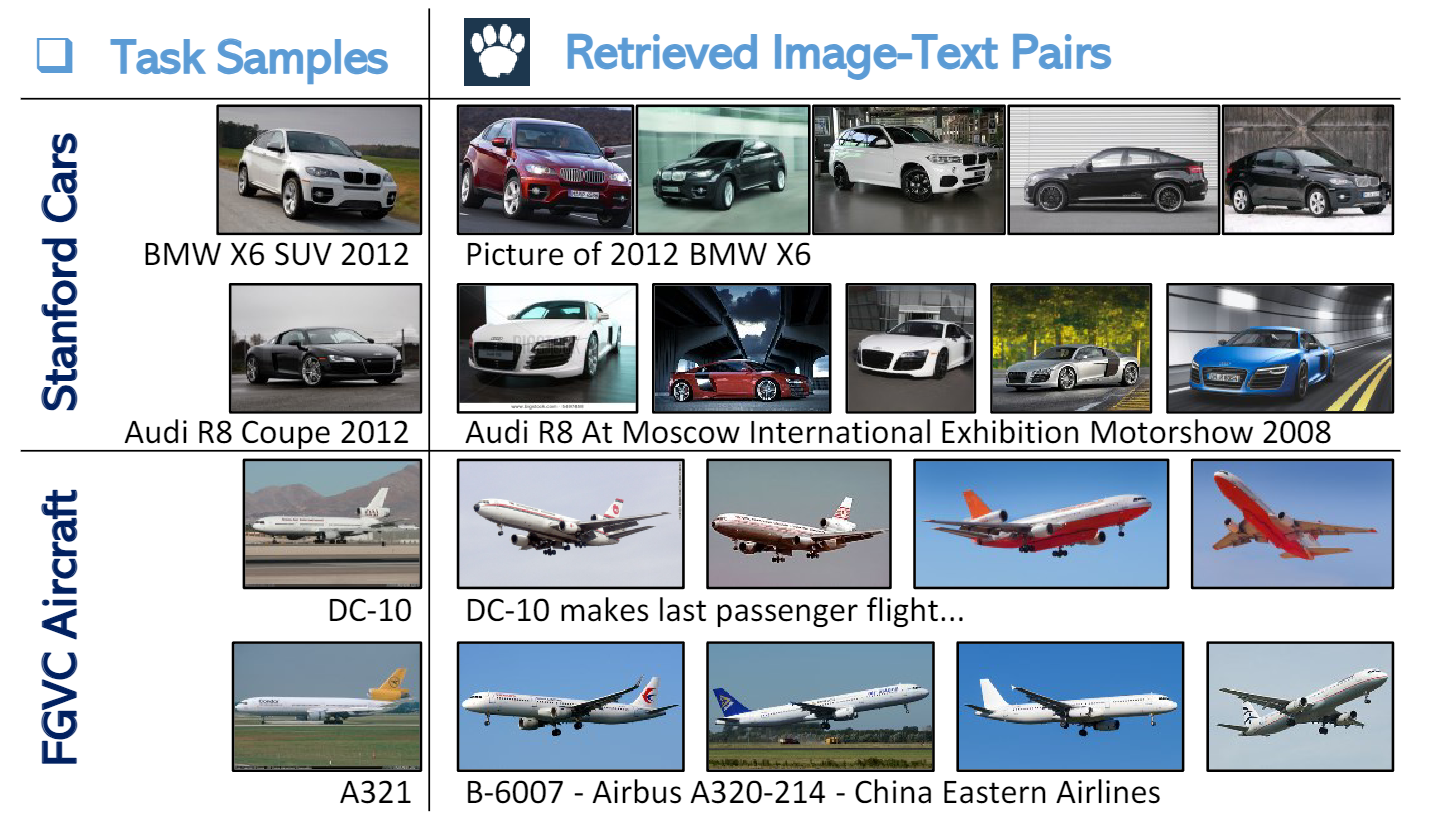 Task Samples
Retrieved Image-Text Pairs
Stanford Cars
BMW X6 SUV 2012
Picture of 2012 BMW X6
Audi R8 Coupe 2012
Audi R8 At Moscow International Exhibition Motorshow 2008
FGVC Aircraft
DC-10
DC-10 makes last passenger flight...
A321
B-6007 - Airbus A320-214 - China Eastern Airlines